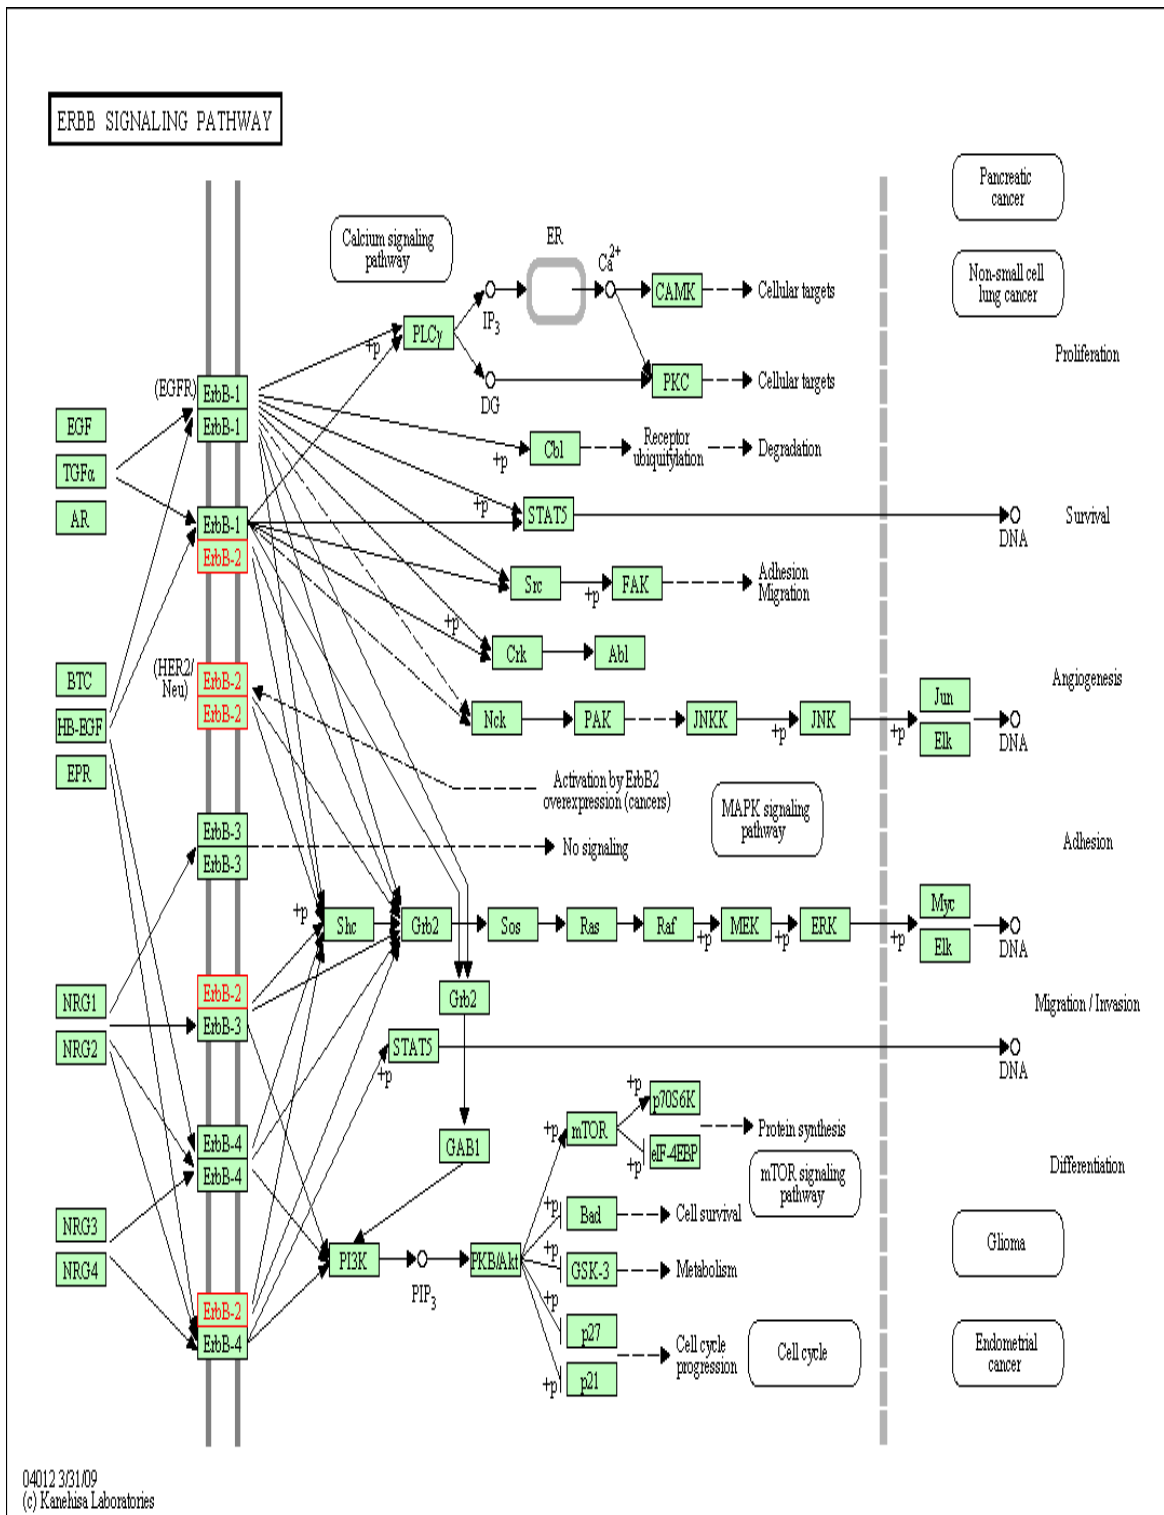 ERBB SIGNALING PATHWAY
Pancreatic
cancer
Calcium signaling
pathway
ER
Ca2+
Non-small cell
lung cancer
CAMK
Cellular targets
IP3
PLCγ
+p
Proliferation
(EGFR)
ErbB-1
ErbB-1
DG
PKC
Cellular targets
EGF
TGFα
AR
Cbl
+p
Receptor
ubiquitylation
Degradation
+p
STAT5
DNA
Survival
ErbB-1
ErbB-2
Src
+p
FAK
Adhesion
Migration
+p
Crk
Abl
BTC
HB-EGF
EPR
(HER2/
Neu)
ErbB-2
ErbB-2
Angiogenesis
Nck
PAK
JNKK
+p
JNK
+p
Jun
Elk
DNA
Activation by ErbB2
overexpression (cancers)
MAPK signaling
pathway
ErbB-3
ErbB-3
No signaling
Adhesion
+p
Shc
Grb2
Sos
Ras
Raf
+p
MEK
+p
ERK
+p
Myc
Elk
DNA
NRG1
NRG2
ErbB-2
ErbB-3
Grb2
Migration / Invasion
STAT5
+p
DNA
+p
p70S6K
+p
mTOR
+p
eIF-4EBP
Protein synthesis
ErbB-4
ErbB-4
GAB1
mTOR signaling
pathway
Differentiation
NRG3
NRG4
+p
Bad
Cell survival
PI3K
PIP3
PKB/Akt
+p
GSK-3
Metabolism
Glioma
ErbB-2
ErbB-4
+p
p27
Cell cycle
progression
+p
p21
Cell cycle
Endometrial
cancer
04012 3/31/09
(c) Kanehisa Laboratories